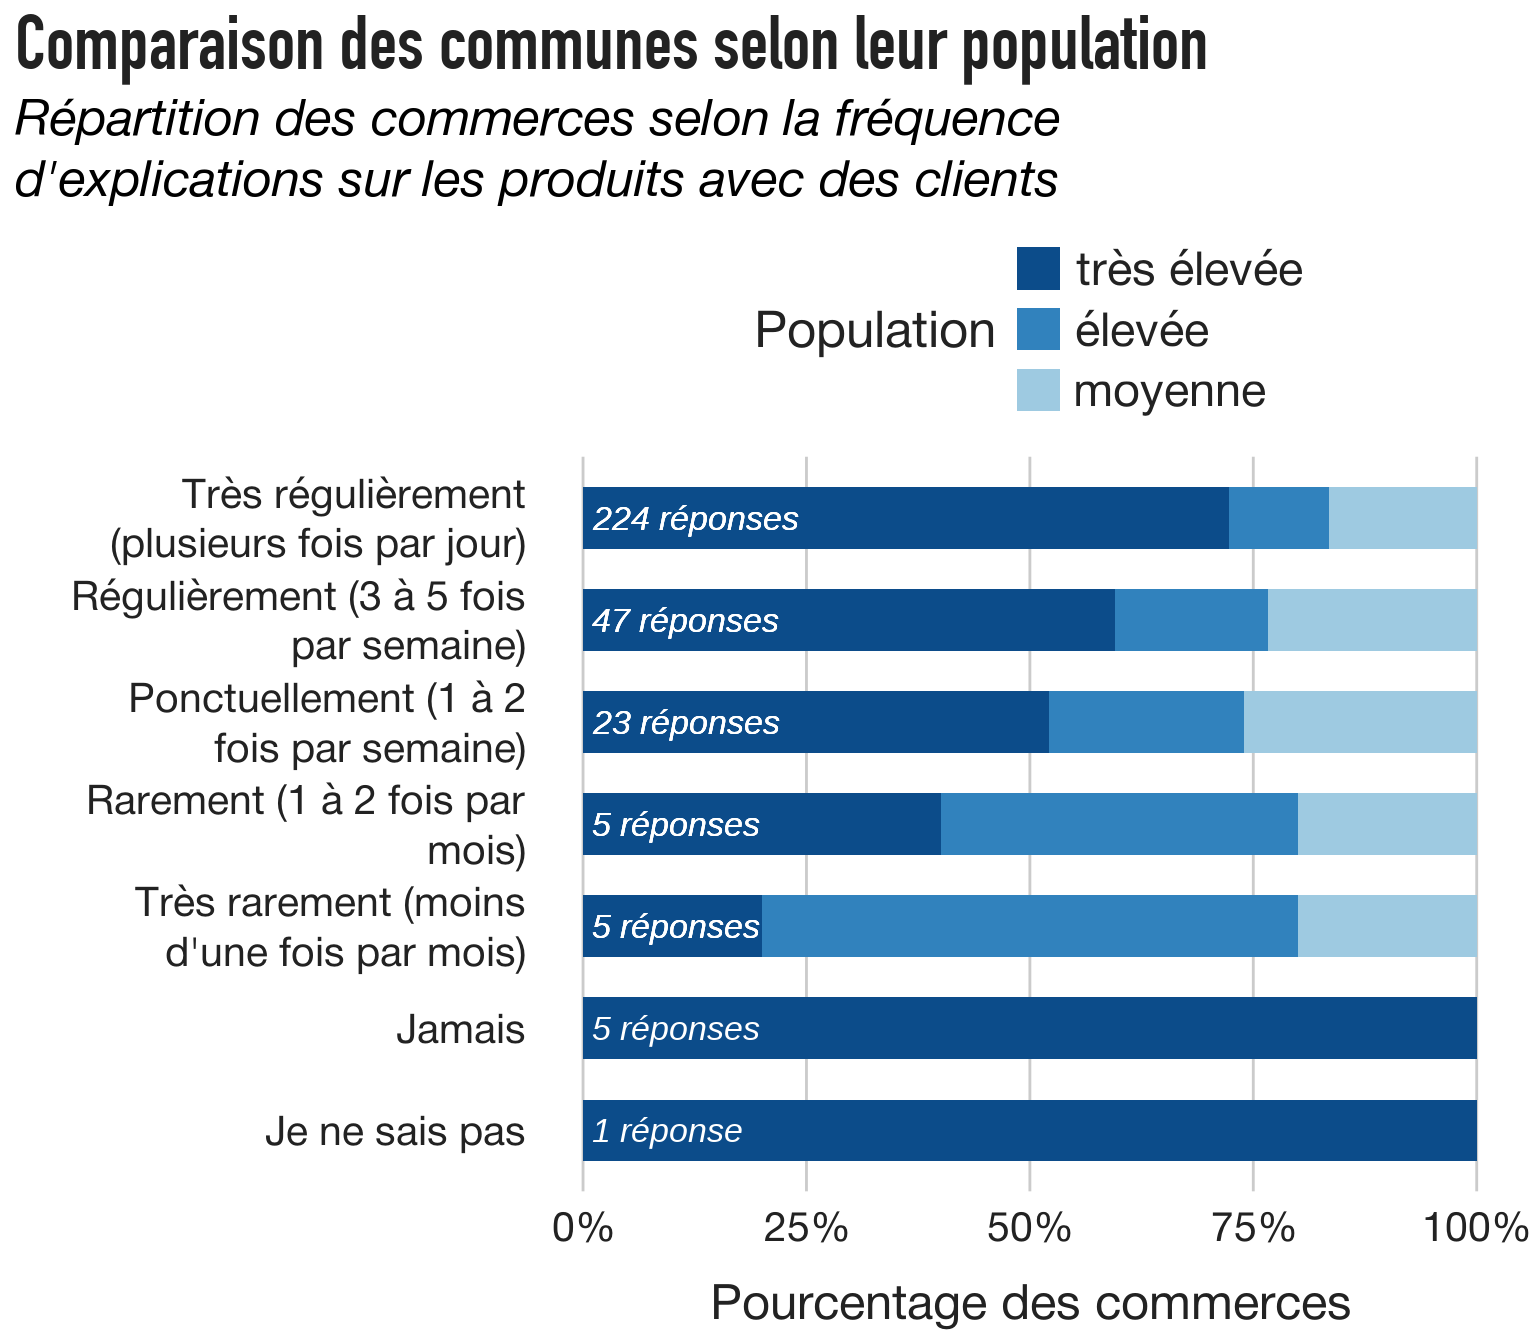 Comparaison des communes selon leur population
Répartition des commerces selon la fréquence
d'explications sur les produits avec des clients
Population
très élevée
élevée
moyenne
Très régulièrement
(plusieurs fois par jour)
224 réponses
Régulièrement (3 à 5 fois
par semaine)
47 réponses
Ponctuellement (1 à 2
fois par semaine)
23 réponses
Rarement (1 à 2 fois par
mois)
5 réponses
Très rarement (moins
d'une fois par mois)
5 réponses
Jamais
5 réponses
Je ne sais pas
1 réponse
0% 25% 50% 75% 100%
Pourcentage des commerces